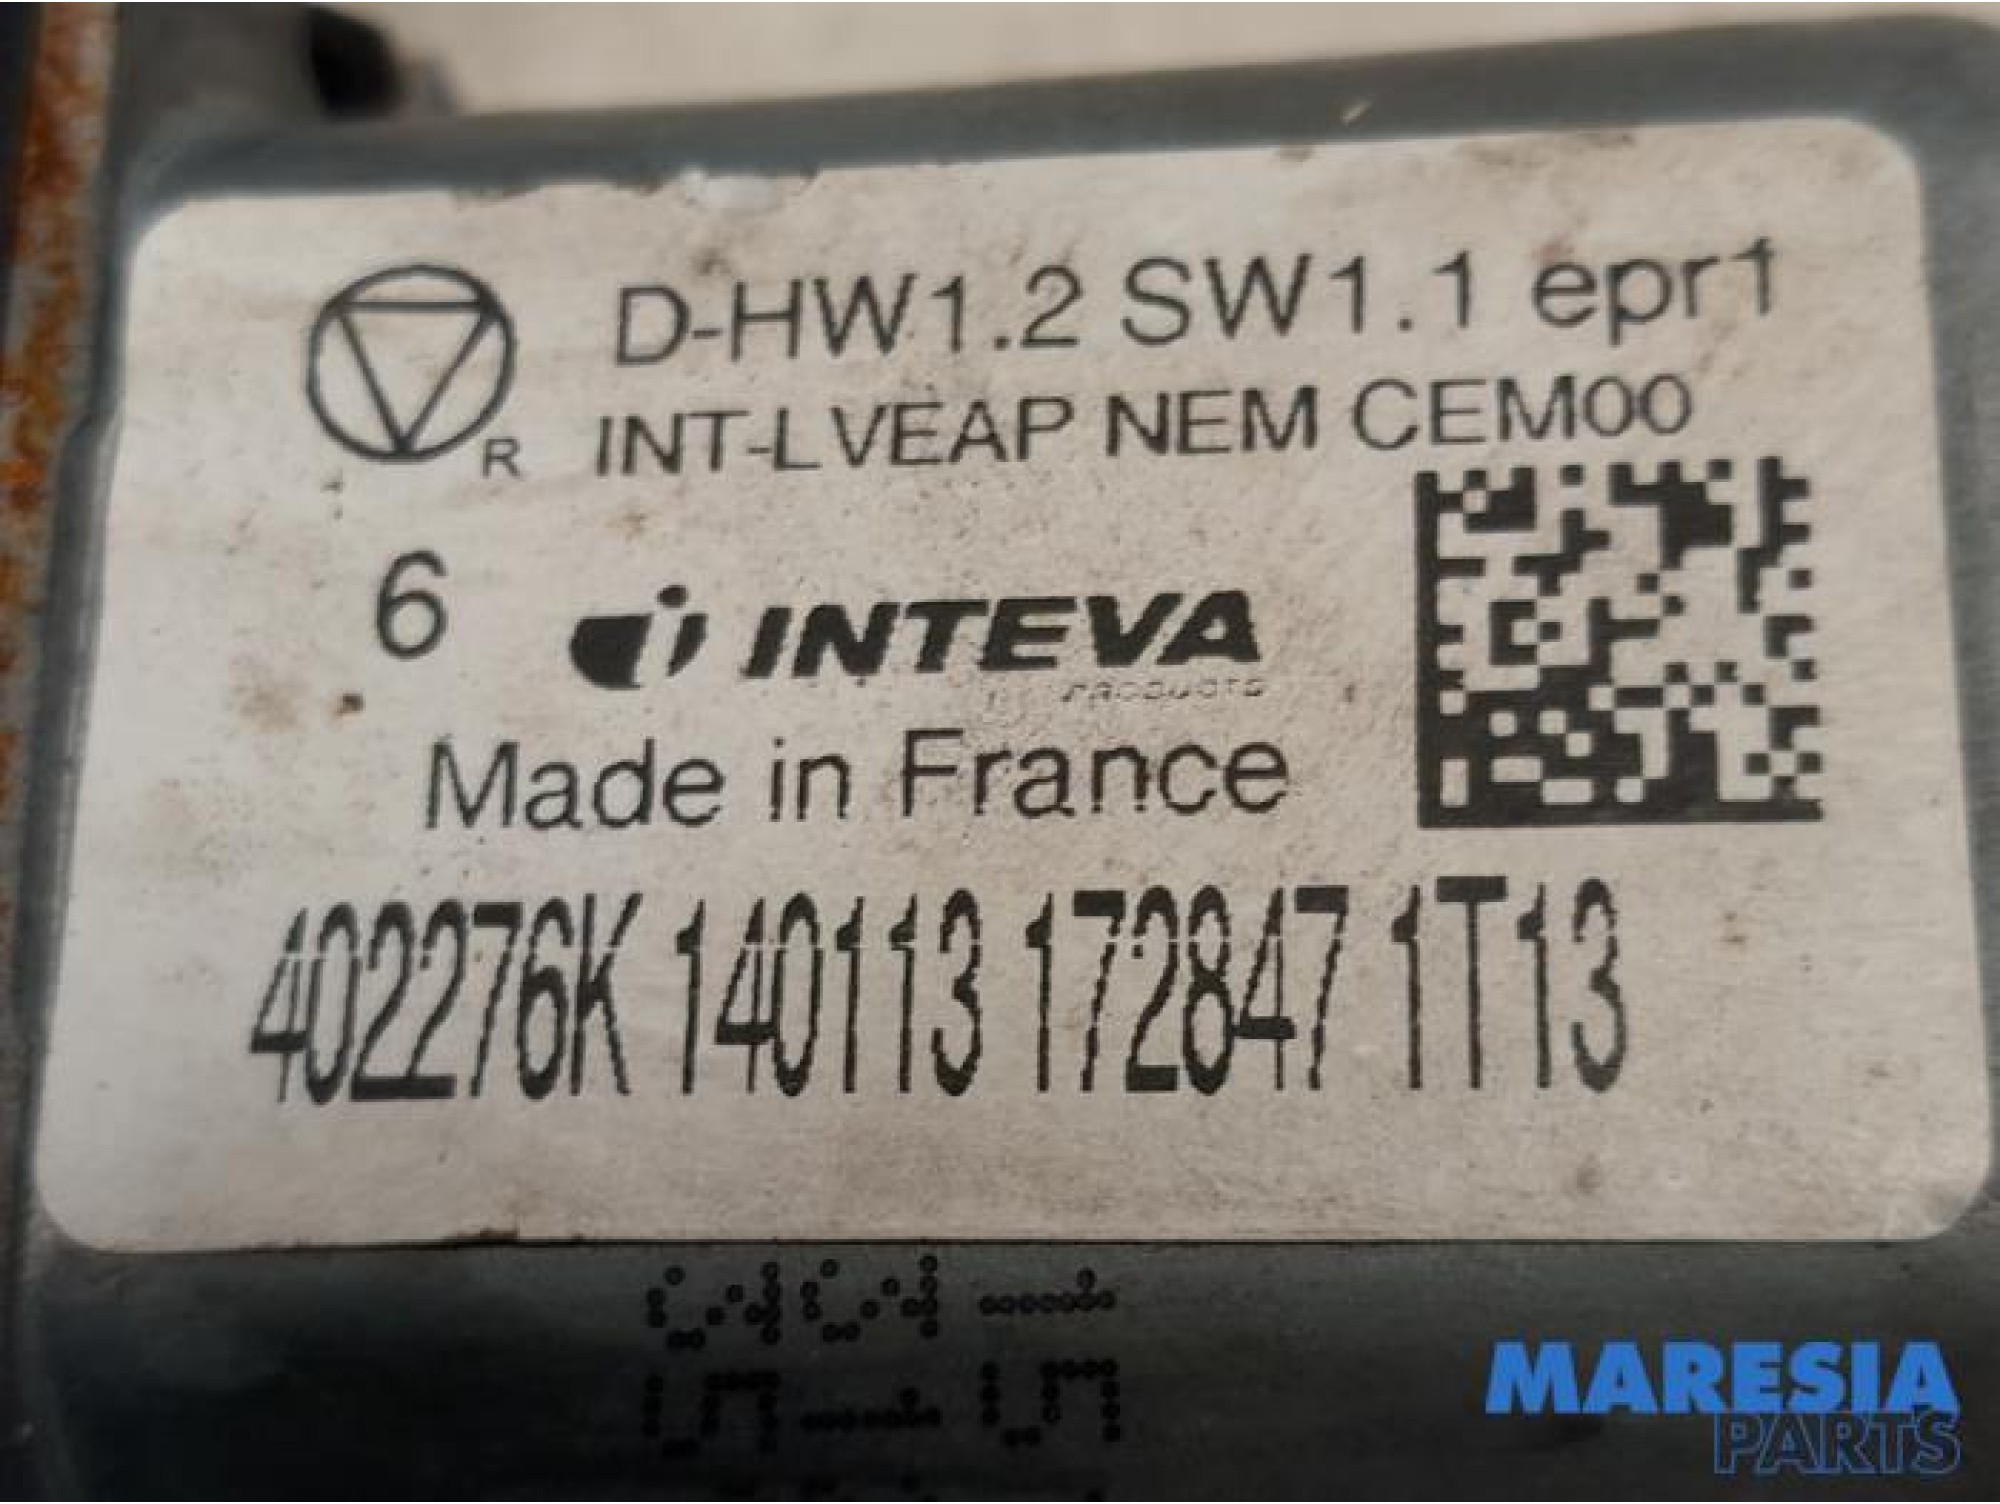 D-HW1.2 SW1.1 epr1
R INT-LVEAP NEM CEM00
6 INTEVA
PRODUCTS
Made in France
402276K 140113 172847 1T13
MARESIA
PARTS